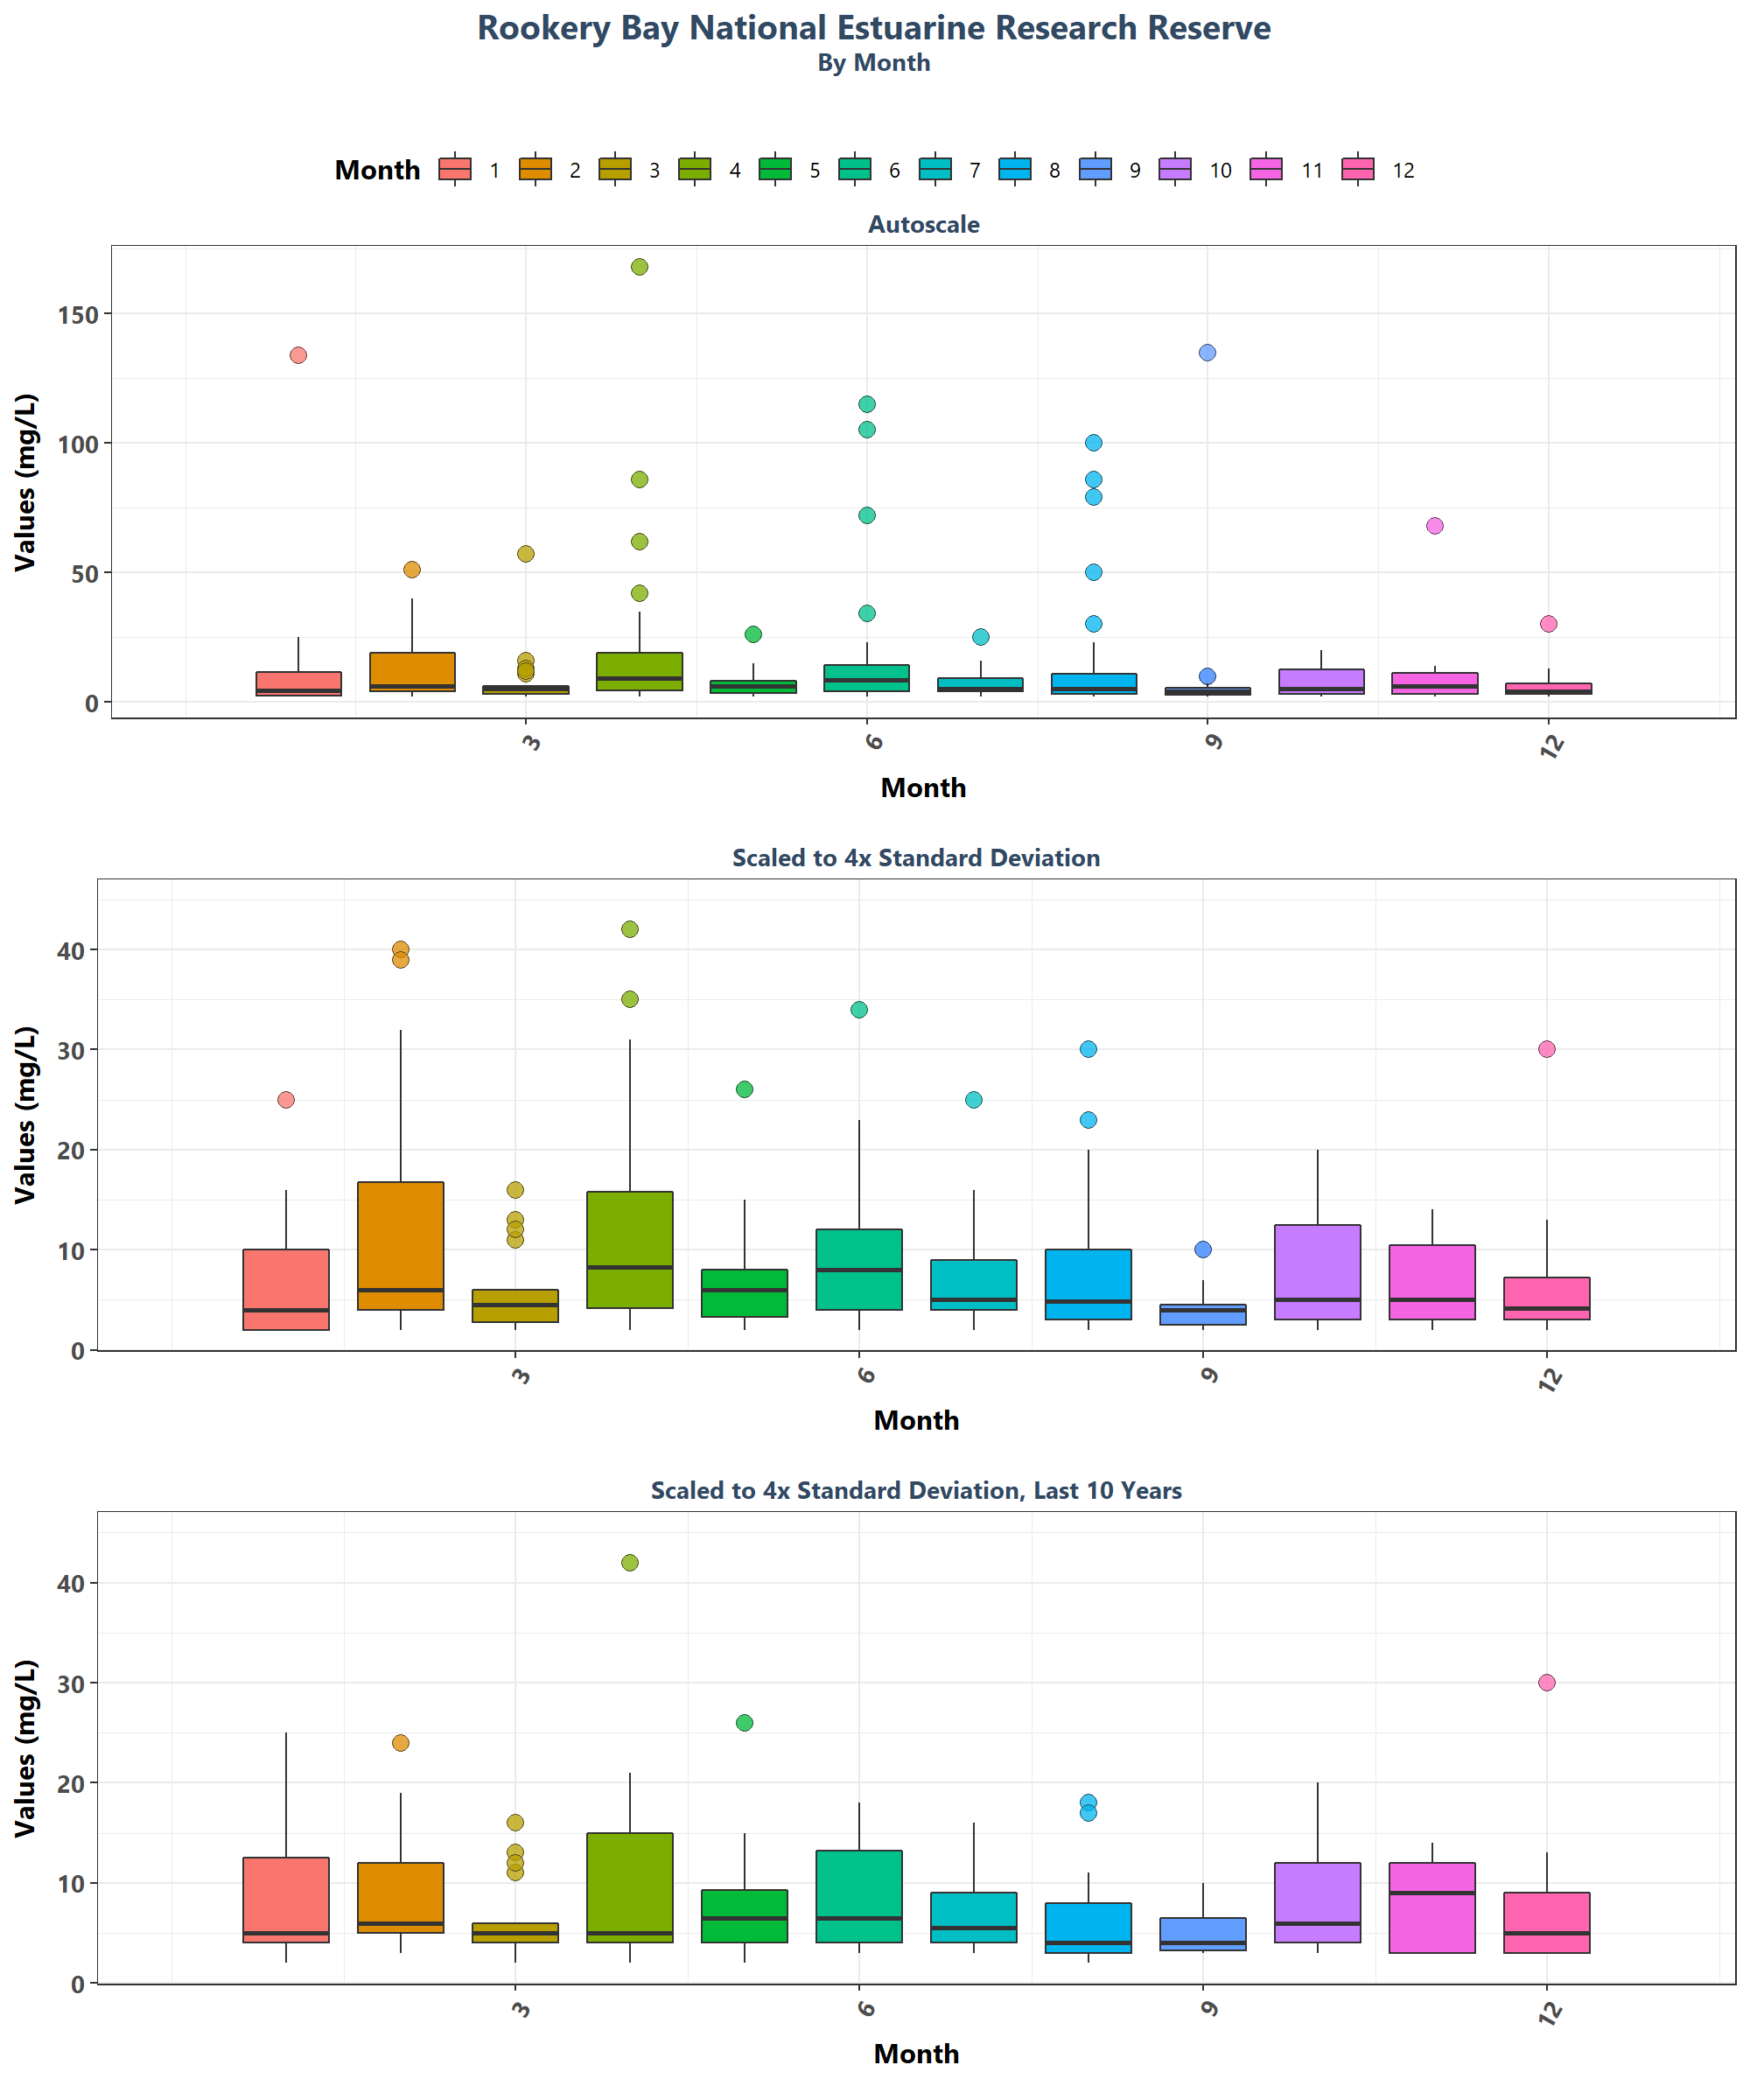 Rookery Bay National Estuarine Research Reserve
By Month
Month 1 2 3 4 5 6 7 8 9 10 11 12
Autoscale
Values (mg/L)
150
100
50
0
3 6 9 12
Month
Scaled to 4x Standard Deviation
Values (mg/L)
40
30
20
10
0
3 6 9 12
Month
Scaled to 4x Standard Deviation, Last 10 Years
Values (mg/L)
40
30
20
10
0
3 6 9 12
Month